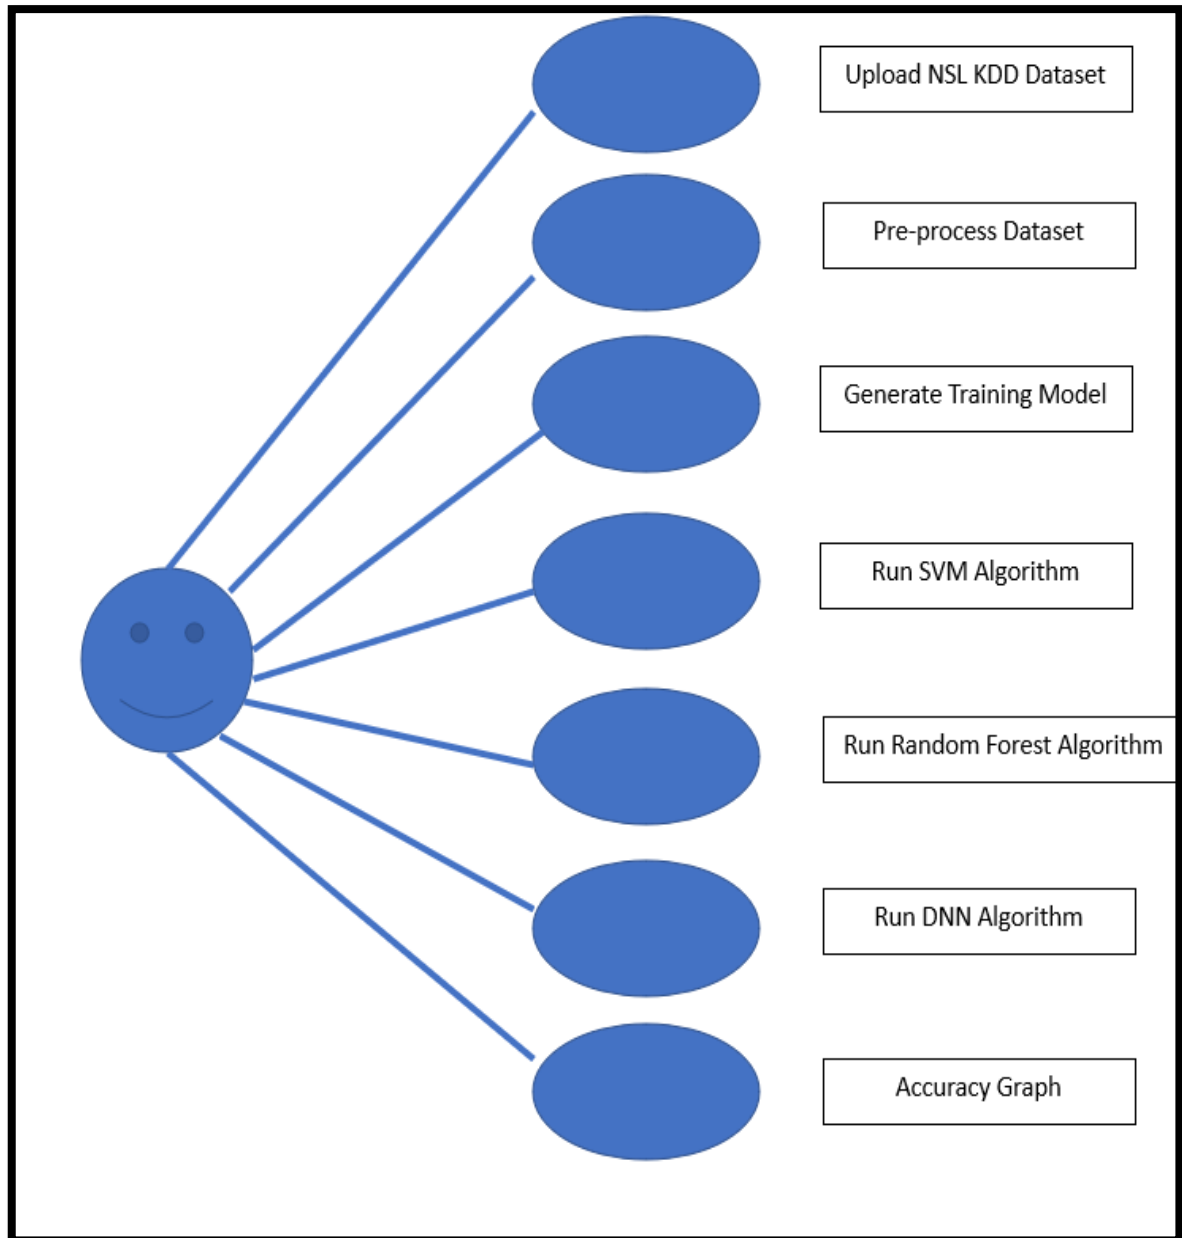 Upload NSL KDD Dataset
Pre-process Dataset
Generate Training Model
Run SVM Algorithm
Run Random Forest Algorithm
Run DNN Algorithm
Accuracy Graph